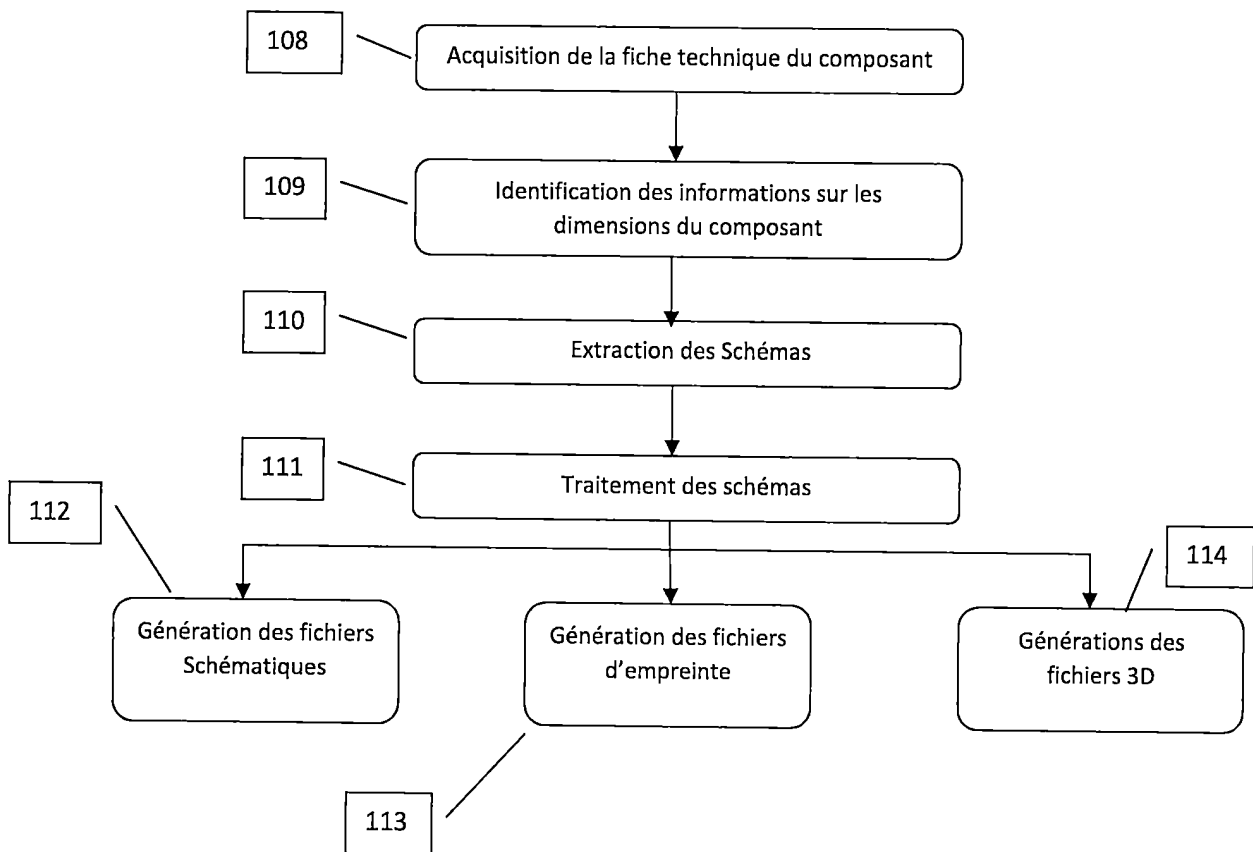 108
Acquisition de la fiche technique du composant
109
Identification des informations sur les
dimensions du composant
110
Extraction des Schémas
111
Traitement des schémas
112
114
Génération des fichiers
Schématiques
Génération des fichiers
d'empreinte
Générations des
fichiers 3D
113